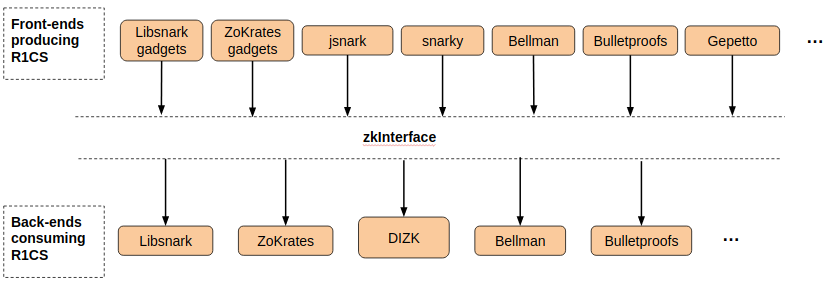 Front-ends
producing
R1CS
Libsnark
gadgets
ZoKrates
gadgets
jsnark
snarky
Bellman
Bulletproofs
Gepetto
...
zkInterface
Back-ends
consuming
R1CS
Libsnark
ZoKrates
DIZK
Bellman
Bulletproofs
...